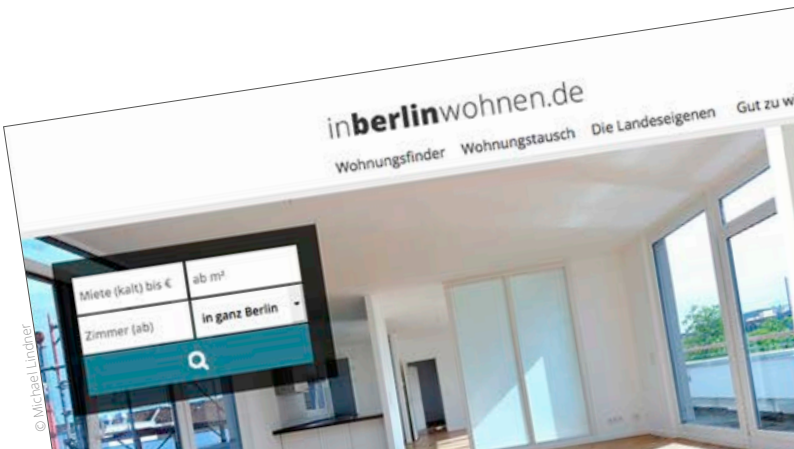 inberlinwohnen.de
Wohnungsfinder Wohnungstausch Die Landeseigenen Gut zu w
Miete (kalt) bis € ab m²
Zimmer (ab) in ganz Berlin
© Michael Lindner